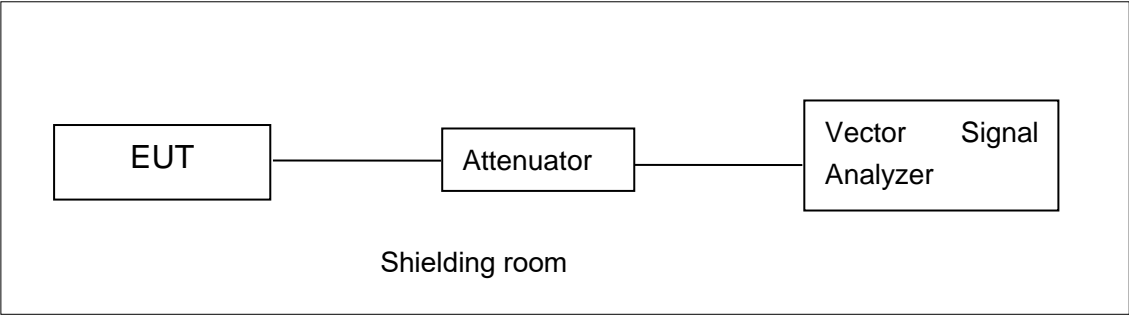 EUT
Attenuator
Vector Signal
Analyzer
Shielding room